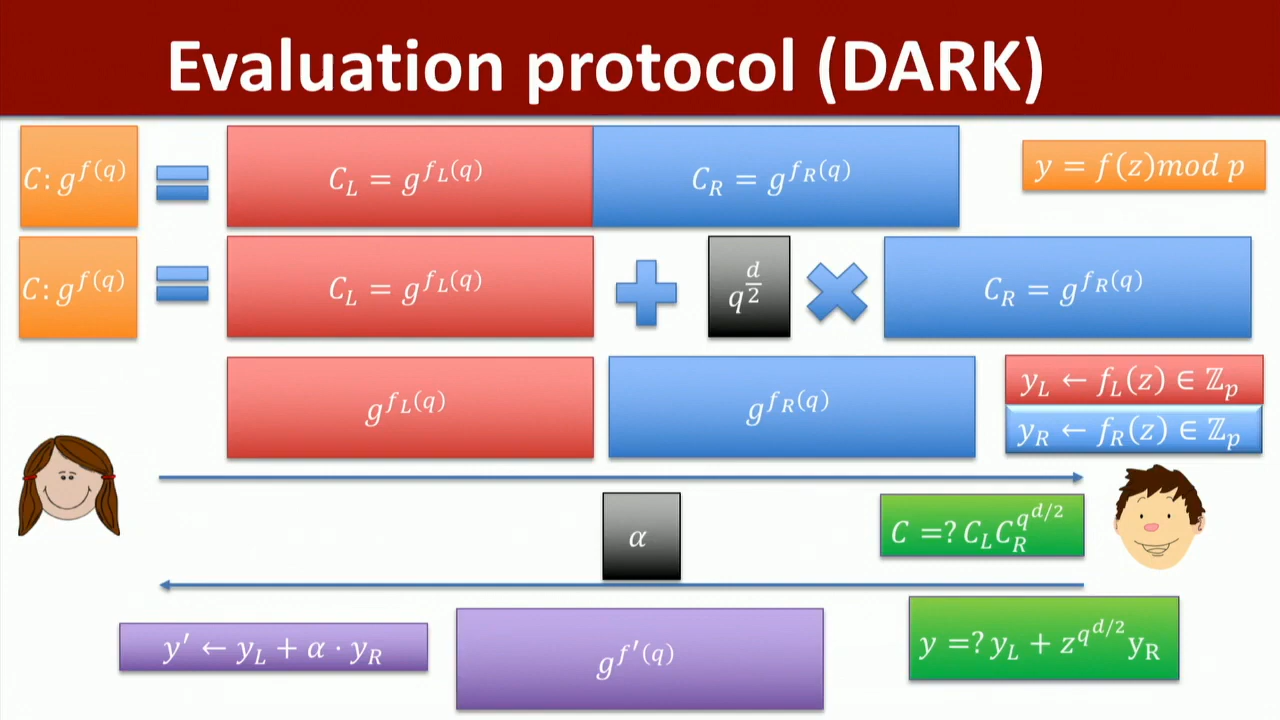 Evaluation protocol (DARK)
C: g^{f(q)} = C_L = g^{f_L(q)} C_R = g^{f_R(q)} y = f(z)mod p
C: g^{f(q)} = C_L = g^{f_L(q)} + q^{\frac{d}{2}} × C_R = g^{f_R(q)}
g^{f_L(q)} g^{f_R(q)} y_L ← f_L(z) ∈ ℤ_p
y_R ← f_R(z) ∈ ℤ_p
α C =? C_L C_R^{q^{d/2}}
y′ ← y_L + α · y_R g^{f′(q)} y =? y_L + z^{q^{d/2}} y_R